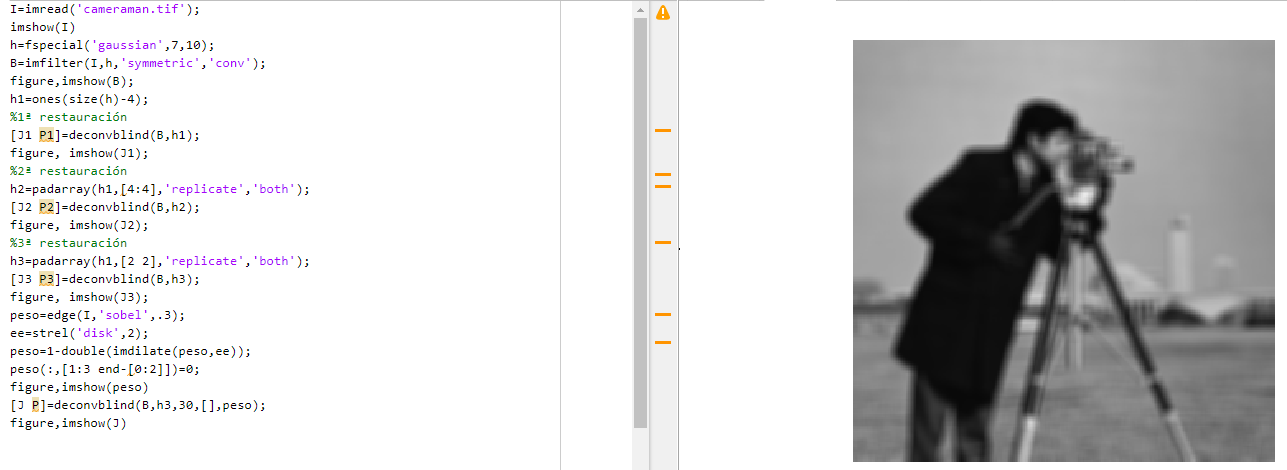 I=imread('cameraman.tif');
imshow(I)
h=fspecial('gaussian',7,10);
B=imfilter(I,h,'symmetric','conv');
figure,imshow(B);
h1=ones(size(h)-4);
%1ª restauración
[J1 P1]=deconvblind(B,h1);
figure, imshow(J1);
%2ª restauración
h2=padarray(h1,[4:4],'replicate','both');
[J2 P2]=deconvblind(B,h2);
figure, imshow(J2);
%3ª restauración
h3=padarray(h1,[2 2],'replicate','both');
[J3 P3]=deconvblind(B,h3);
figure, imshow(J3);
peso=edge(I,'sobel',.3);
ee=strel('disk',2);
peso=1-double(imdilate(peso,ee));
peso(:,[1:3 end-[0:2]])=0;
figure,imshow(peso)
[J P]=deconvblind(B,h3,30,[],peso);
figure,imshow(J)